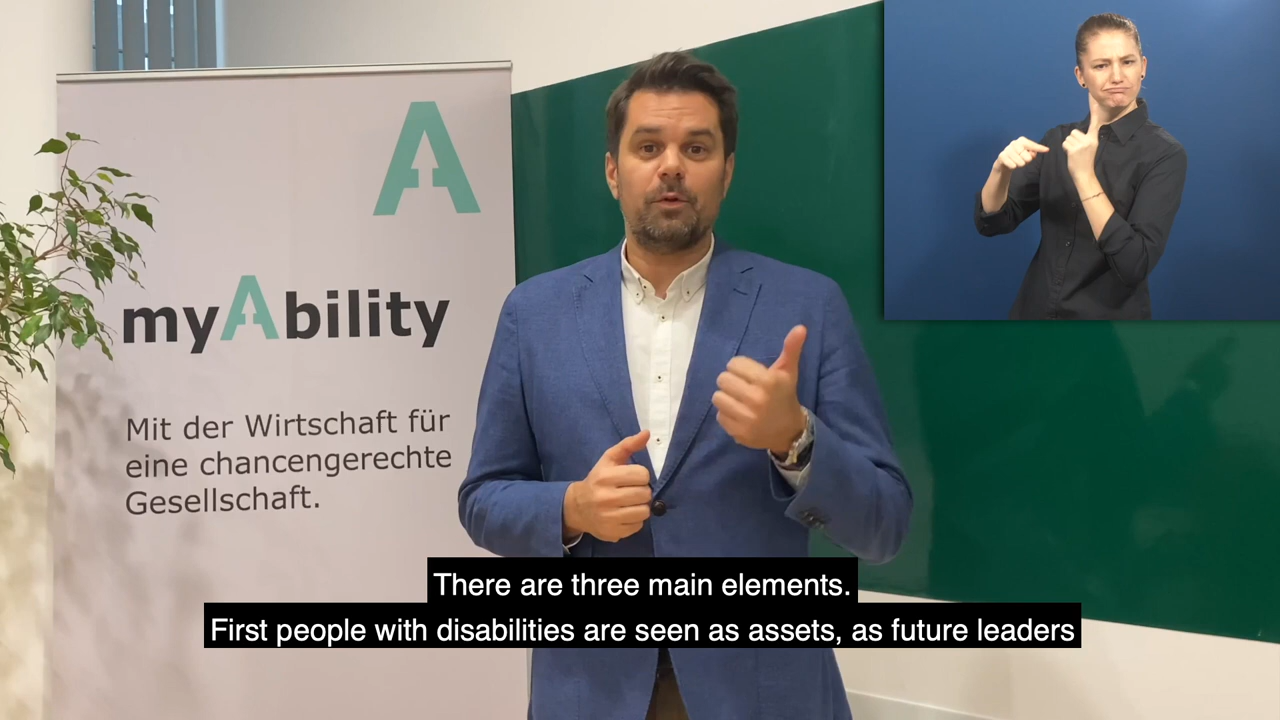 A
myAbility
Mit der Wirtschaft für
eine chancengerechte
Gesellschaft.
There are three main elements.
First people with disabilities are seen as assets, as future leaders